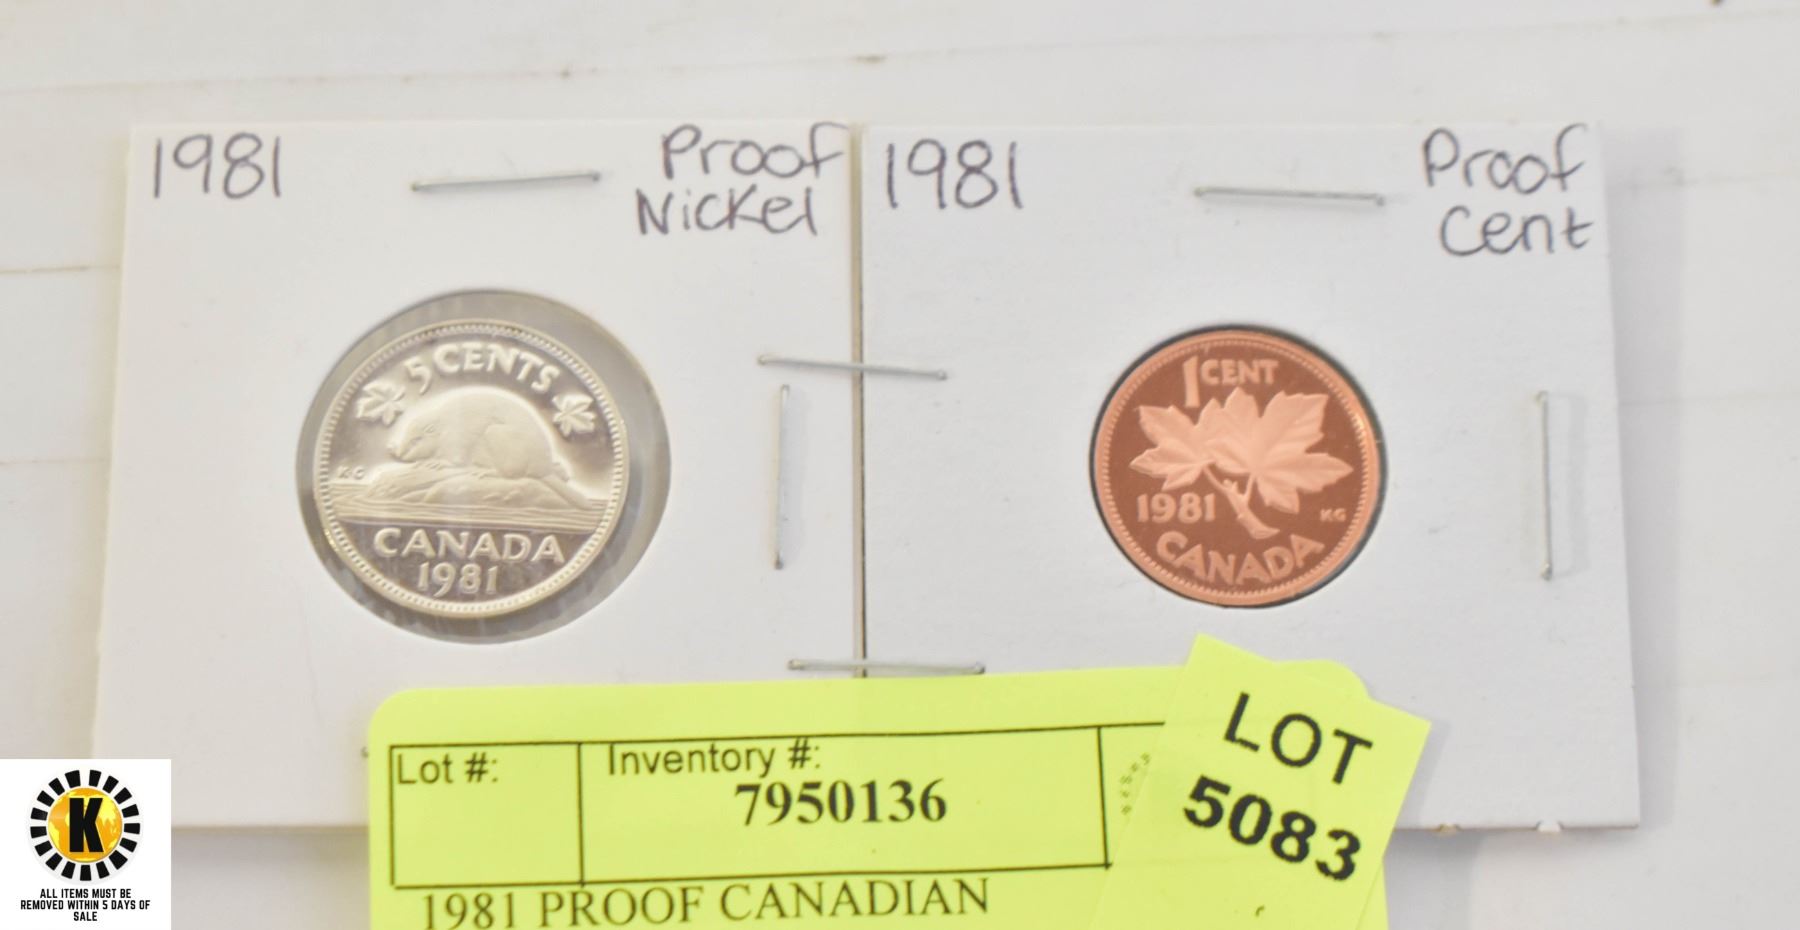 1981
Proof
Nickel
5 CENTS
KG
CANADA
1981
1981
Proof
Cent
1 CENT
1981
KG
CANADA
Lot #:
Inventory #:
7950136
LOT
5083
1981 PROOF CANADIAN
K
ALL ITEMS MUST BE
REMOVED WITHIN 5 DAYS OF
SALE